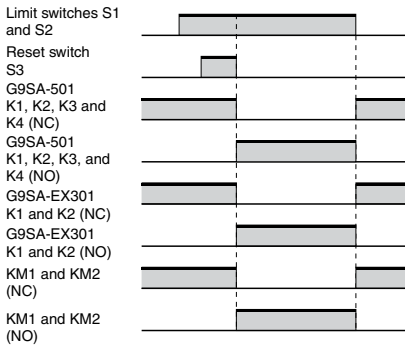 Limit switches S1
and S2
Reset switch
S3
G9SA-501
K1, K2, K3 and
K4 (NC)
G9SA-501
K1, K2, K3, and
K4 (NO)
G9SA-EX301
K1 and K2 (NC)
G9SA-EX301
K1 and K2 (NO)
KM1 and KM2
(NC)
KM1 and KM2
(NO)